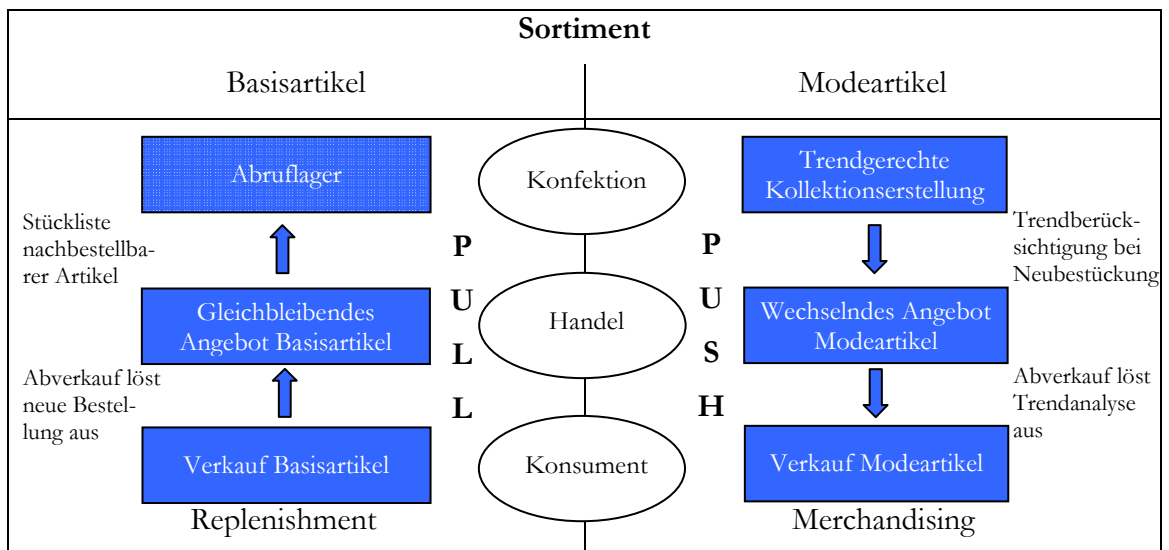 Sortiment
Basisartikel
Modeartikel
Abruflager
Konfektion
Trendgerechte
Kollektionserstellung
Stückliste
nachbestellba-
rer Artikel
P
U
L
L
P
U
S
H
Trendberück-
sichtigung bei
Neubestückung
Gleichbleibendes
Angebot Basisartikel
Handel
Wechselndes Angebot
Modeartikel
Abverkauf löst
neue Bestel-
lung aus
Abverkauf löst
Trendanalyse
aus
Verkauf Basisartikel
Konsument
Verkauf Modeartikel
Replenishment
Merchandising